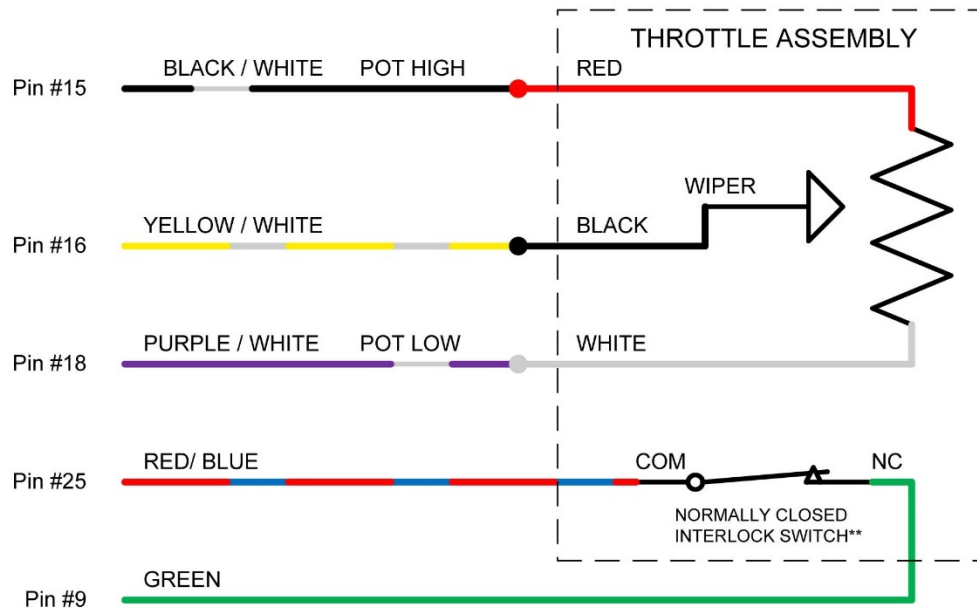 THROTTLE ASSEMBLY
Pin #15
BLACK / WHITE
POT HIGH
RED
WIPER
Pin #16
YELLOW / WHITE
BLACK
Pin #18
PURPLE / WHITE
POT LOW
WHITE
Pin #25
RED/ BLUE
COM
NC
NORMALLY CLOSED
INTERLOCK SWITCH**
Pin #9
GREEN